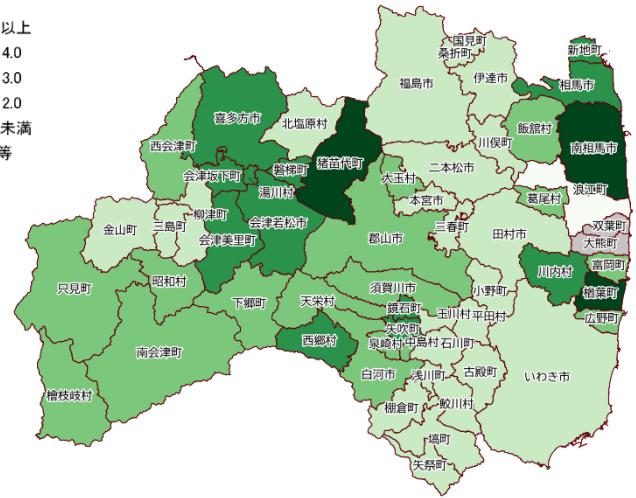 以上
4.0
3.0
2.0
未満
等
国見町
桑折町
新地町
福島市
伊達市
相馬市
喜多方市
北塩原村
飯舘村
西会津町
磐梯町
猪苗代町
川俣町
南相馬市
会津坂下町
大玉村
二本松市
湯川村
浪江町
柳津町
本宮市
葛尾村
金山町
三島町
会津若松市
三春町
双葉町
会津美里町
郡山市
田村市
大熊町
只見町
昭和村
川内村
富岡町
下郷町
天栄村
須賀川市
小野町
楢葉町
鏡石町
玉川村
平田村
広野町
矢吹町
南会津町
西郷村
泉崎村
中島村
石川町
白河市
浅川町
古殿町
いわき市
檜枝岐村
棚倉町
鮫川村
塙町
矢祭町